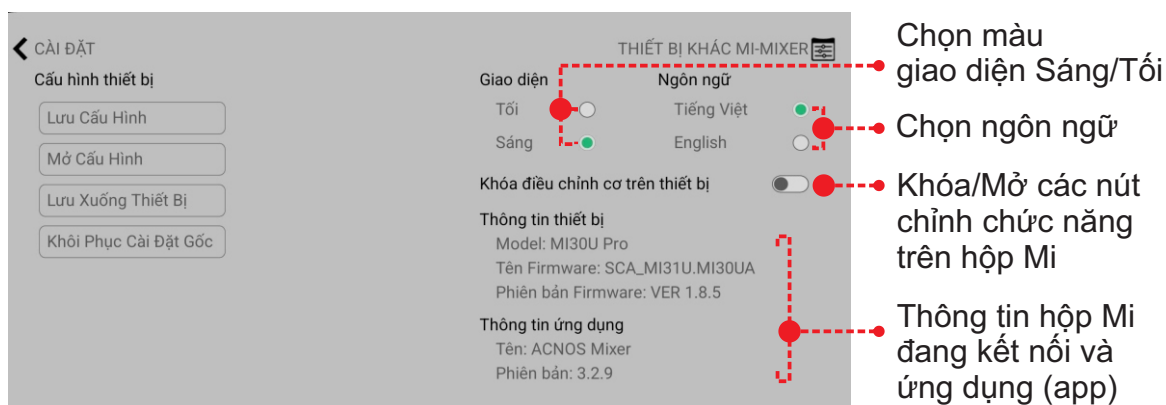 CÀI ĐẶT
THIẾT BỊ KHÁC MI-MIXER
Cấu hình thiết bị
Lưu Cấu Hình
Mở Cấu Hình
Lưu Xuống Thiết Bị
Khôi Phục Cài Đặt Gốc
Giao diện
Tối
Sáng
Ngôn ngữ
Tiếng Việt
English
Khóa điều chỉnh cơ trên thiết bị
Thông tin thiết bị
Model: MI30U Pro
Tên Firmware: SCA_MI31U.MI30UA
Phiên bản Firmware: VER 1.8.5
Thông tin ứng dụng
Tên: ACNOS Mixer
Phiên bản: 3.2.9
Chọn màu
giao diện Sáng/Tối
Chọn ngôn ngữ
Khóa/Mở các nút
chỉnh chức năng
trên hộp Mi
Thông tin hộp Mi
đang kết nối và
ứng dụng (app)